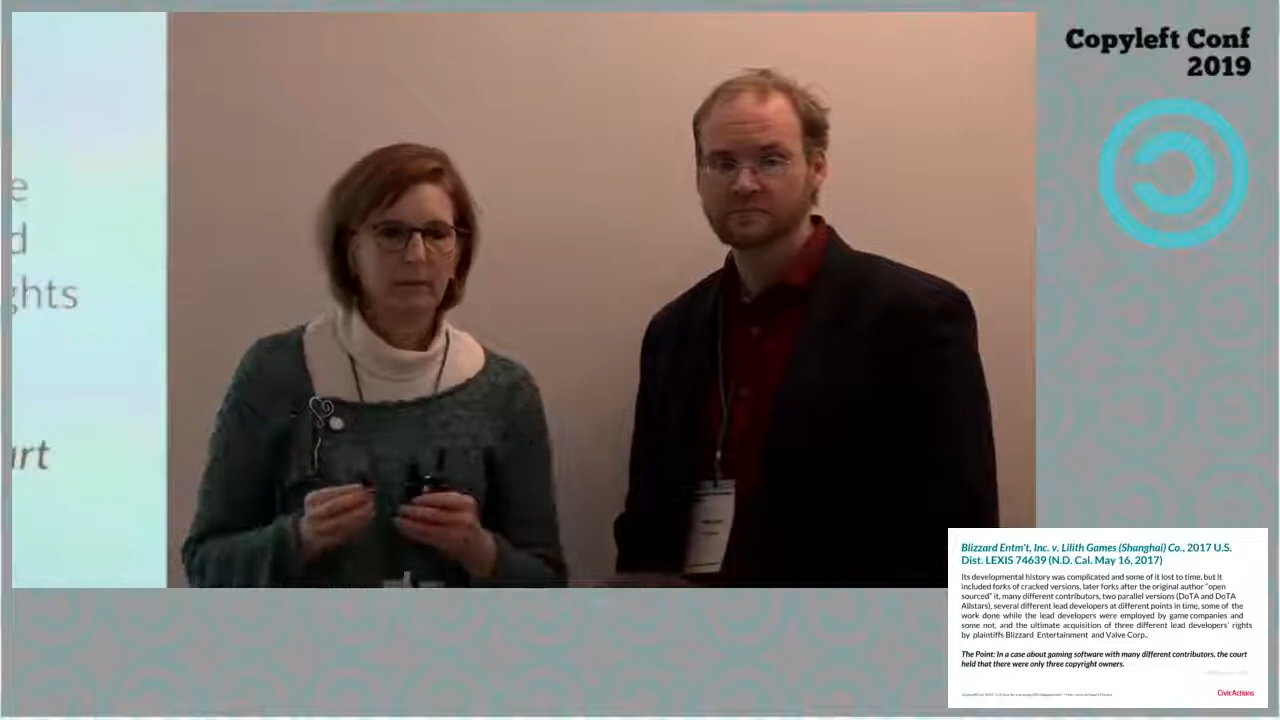 Copyleft Conf
2019
e
d
ghts
art
Blizzard Entm't, Inc. v. Lilith Games (Shanghai) Co., 2017 U.S.
Dist. LEXIS 74639 (N.D. Cal. May 16, 2017)
Its developmental history was complicated and some of it lost to time, but it
included forks of cracked versions, later forks after the original author "open
sourced" it, many different contributors, two parallel versions (DoTA and DoTA
Allstars), several different lead developers at different points in time, some of the
work done while the lead developers were employed by game companies and
some not, and the ultimate acquisition of three different lead developers' rights
by plaintiffs Blizzard Entertainment and Valve Corp..
The Point: In a case about gaming software with many different contributors, the court
held that there were only three copyright owners.
CivicActions